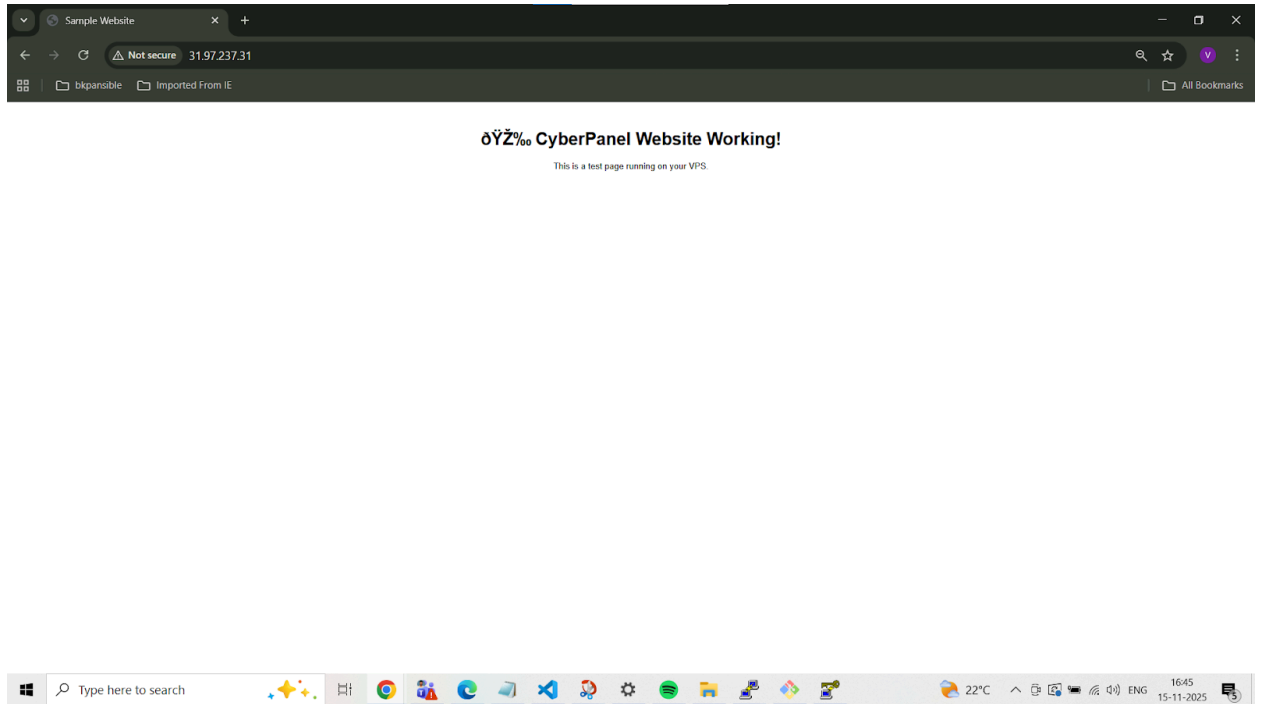 Sample Website
Not secure 31.97.237.31
V
bkpansible Imported From IE All Bookmarks
ðŸŽ‰ CyberPanel Website Working!
This is a test page running on your VPS.
Type here to search
22°C ENG 16:45
15-11-2025 5